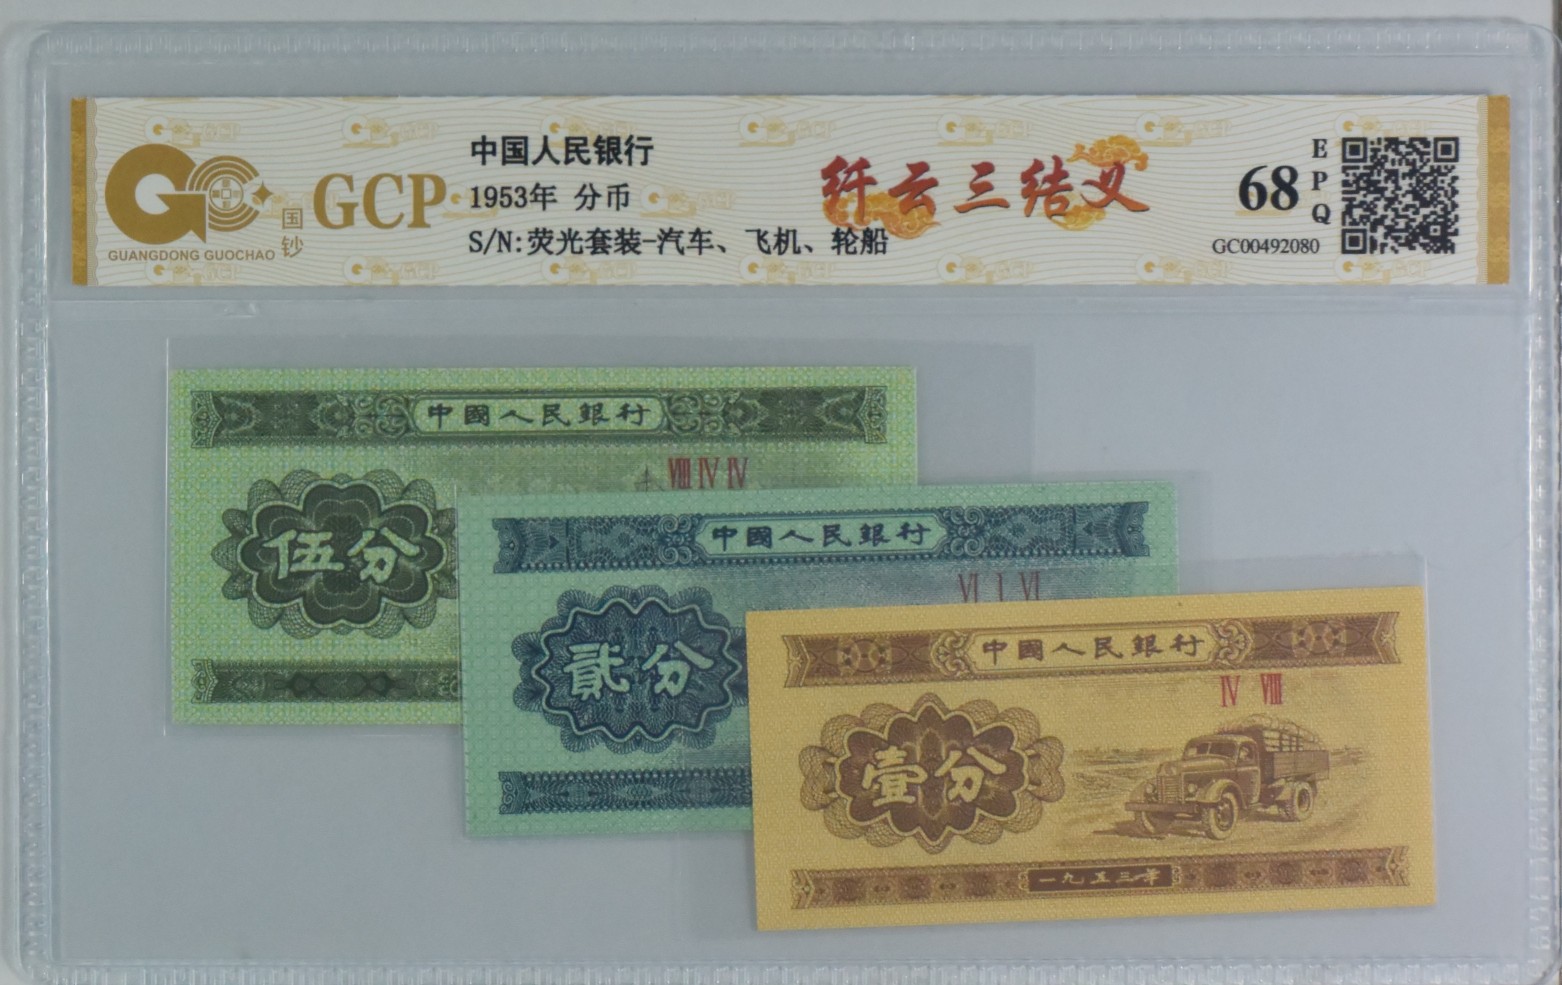 GCP
国钞
GUANGDONG GUOCHAO
中国人民银行
1953年 分币
S/N:荧光套装-汽车、飞机、轮船
纤云三结义
68
EPQ
GC00492080
中國人民銀行
VIII IV IV
伍分
中國人民銀行
VI I VI
貳分
中國人民銀行
IV VIII
壹分
一九五三年